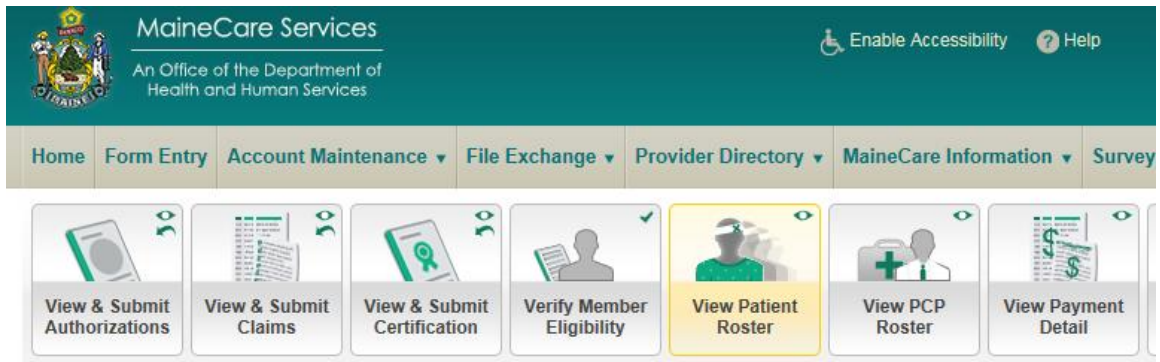 MaineCare Services
An Office of the Department of
Health and Human Services
Enable Accessibility
? Help
Home Form Entry Account Maintenance ▾ File Exchange ▾ Provider Directory ▾ MaineCare Information ▾ Survey
View & Submit
Authorizations
View & Submit
Claims
View & Submit
Certification
Verify Member
Eligibility
View Patient
Roster
View PCP
Roster
View Payment
Detail